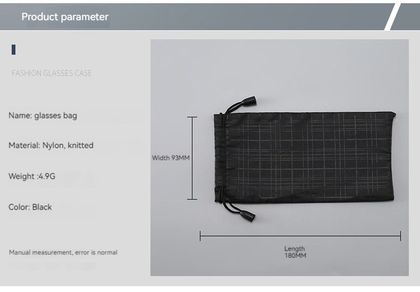 Product parameter
FASHION GLASSES CASE
Name: glasses bag
Material: Nylon, knitted
Weight :4.9G
Color: Black
Manual measurement, error is normal
Width 93MM
Length
180MM